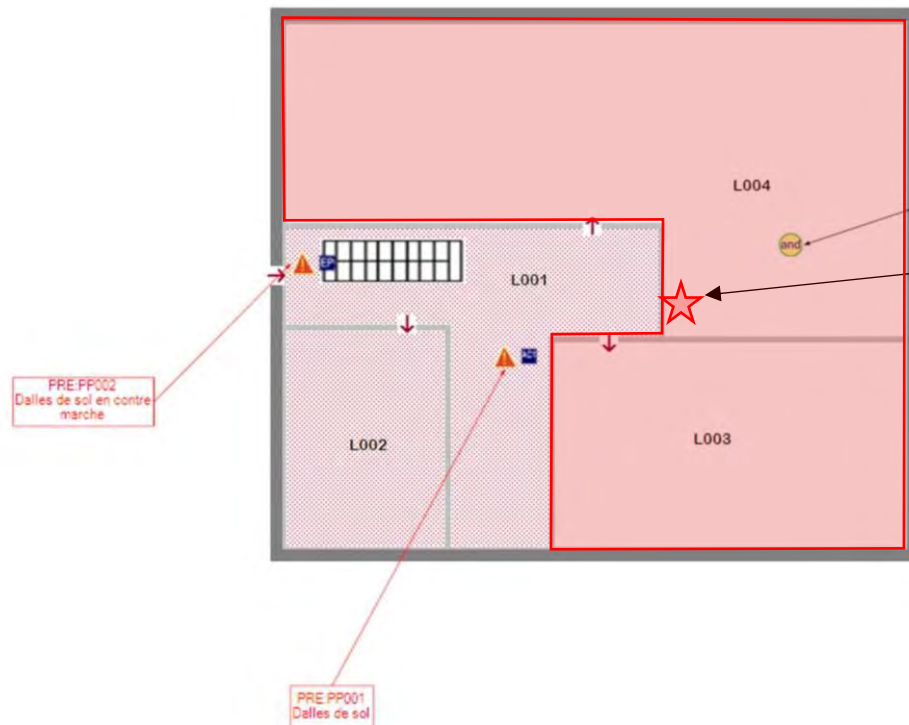 L004
and
EP
L001
PRE.PP002
Dalles de sol en contre
marche
L002
L003
PRE.PP001
Dalles de sol